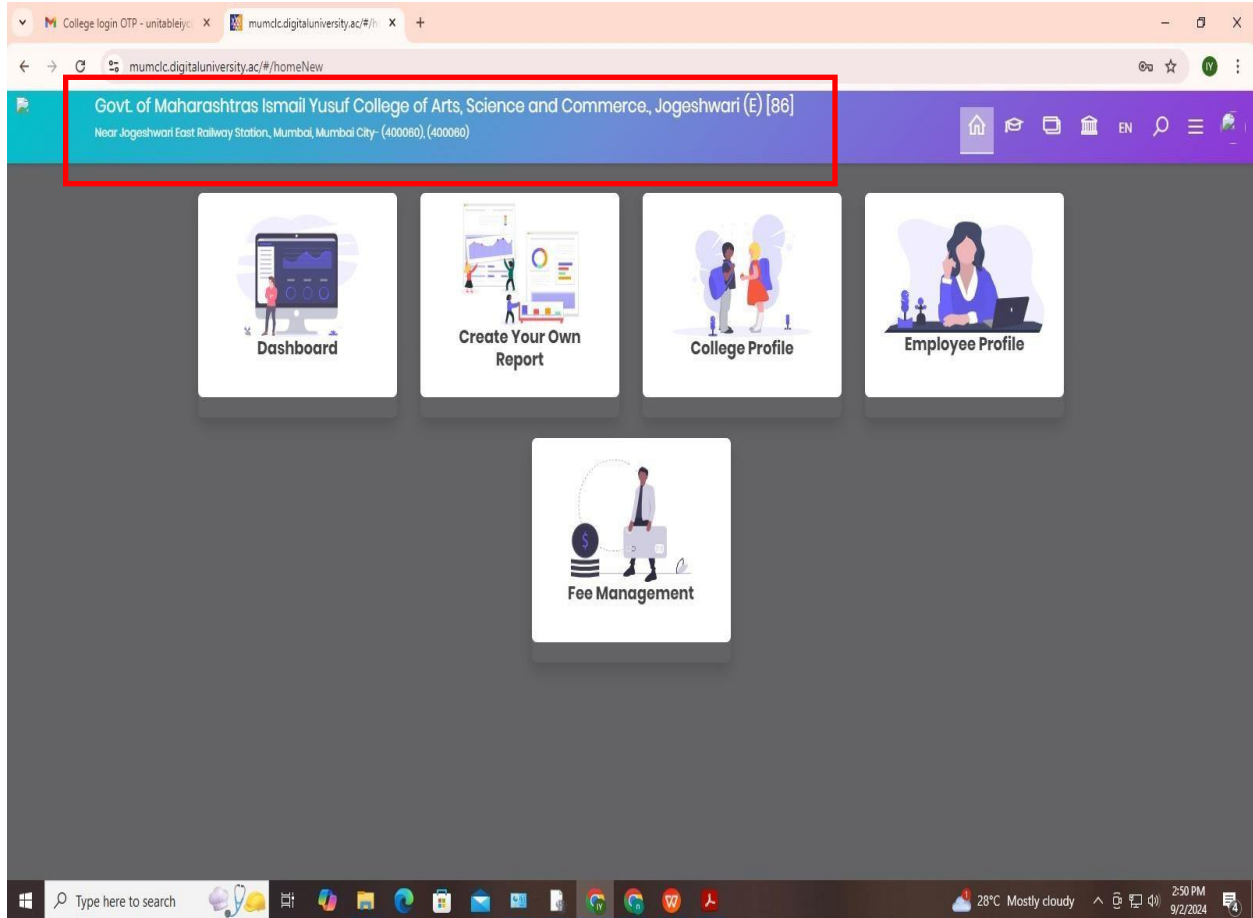 College login OTP - unitableiyc
mumclc.digitaluniversity.ac/#/h
mumclc.digitaluniversity.ac/#/homeNew
IY
Govt. of Maharashtras Ismail Yusuf College of Arts, Science and Commerce., Jogeshwari (E) [86]
Near Jogeshwari East Railway Station., Mumbai, Mumbai City- (400060), (400060)
EN
Dashboard
Create Your Own
Report
College Profile
Employee Profile
$
Fee Management
Type here to search
28°C Mostly cloudy
2:50 PM
9/2/2024
4